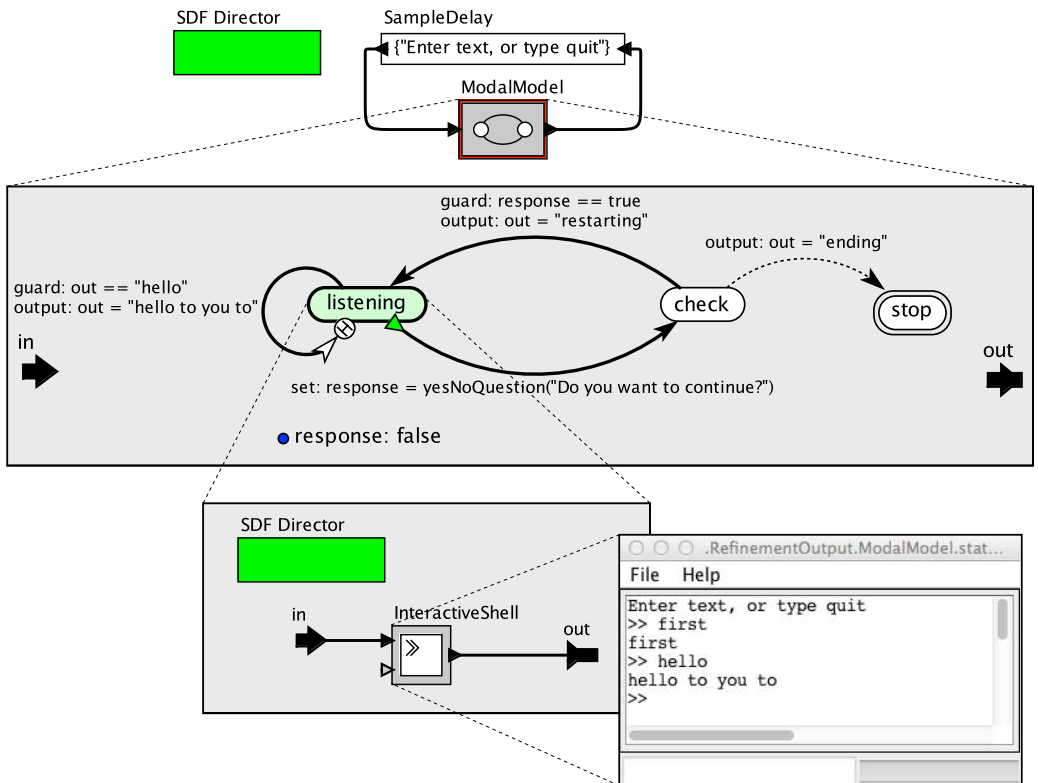 SDF Director
SampleDelay
{"Enter text, or type quit"}
ModalModel
guard: response == true
output: out = "restarting"
output: out = "ending"
guard: out == "hello"
output: out = "hello to you to"
listening
check
stop
H
in
out
set: response = yesNoQuestion("Do you want to continue?")
response: false
SDF Director
in
InteractiveShell
out
.RefinementOutput.ModalModel.stat...
File Help
Enter text, or type quit
>> first
first
>> hello
hello to you to
>>